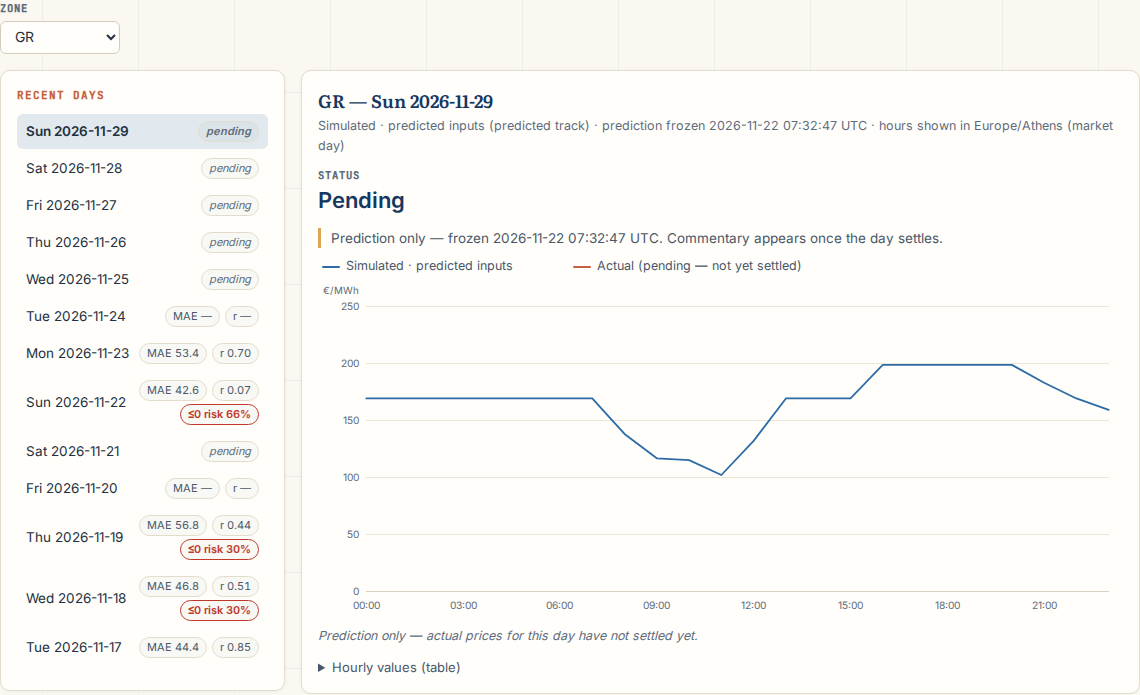 ZONE
GR
RECENT DAYS
Sun 2026-11-29 pending
Sat 2026-11-28 pending
Fri 2026-11-27 pending
Thu 2026-11-26 pending
Wed 2026-11-25 pending
Tue 2026-11-24 MAE — r —
Mon 2026-11-23 MAE 53.4 r 0.70
Sun 2026-11-22 MAE 42.6 r 0.07
≤0 risk 66%
Sat 2026-11-21 pending
Fri 2026-11-20 MAE — r —
Thu 2026-11-19 MAE 56.8 r 0.44
≤0 risk 30%
Wed 2026-11-18 MAE 46.8 r 0.51
≤0 risk 30%
Tue 2026-11-17 MAE 44.4 r 0.85
GR — Sun 2026-11-29
Simulated · predicted inputs (predicted track) · prediction frozen 2026-11-22 07:32:47 UTC · hours shown in Europe/Athens (market
day)
STATUS
Pending
Prediction only — frozen 2026-11-22 07:32:47 UTC. Commentary appears once the day settles.
Simulated · predicted inputs Actual (pending — not yet settled)
€/MWh
250
200
150
100
50
0
00:00 03:00 06:00 09:00 12:00 15:00 18:00 21:00
Prediction only — actual prices for this day have not settled yet.
Hourly values (table)